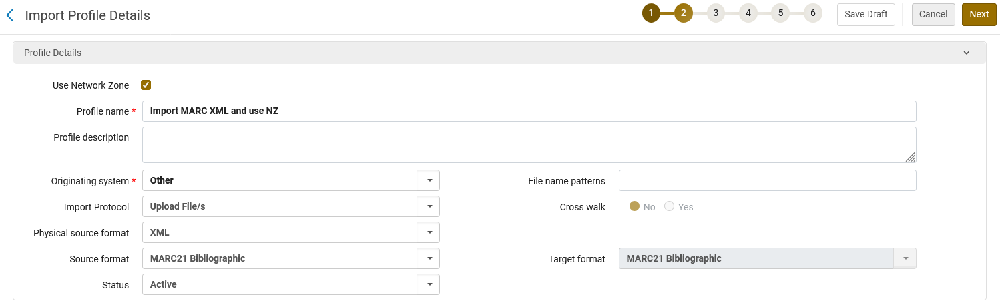 Import Profile Details
1 2 3 4 5 6
Save Draft
Cancel
Next
Profile Details
Use Network Zone
Profile name * Import MARC XML and use NZ
Profile description
Originating system * Other
File name patterns
Import Protocol Upload File/s
Cross walk No Yes
Physical source format XML
Source format MARC21 Bibliographic
Target format MARC21 Bibliographic
Status Active